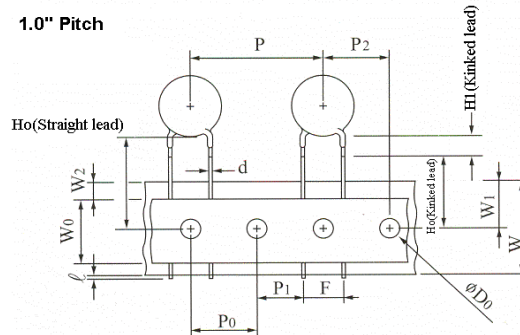 1.0" Pitch
P
P2
H1(Kinked lead)
Ho(Straight lead)
W2
d
Ho(Kinked lead)
W1
W0
W
ℓ
P1
F
P0
øD0